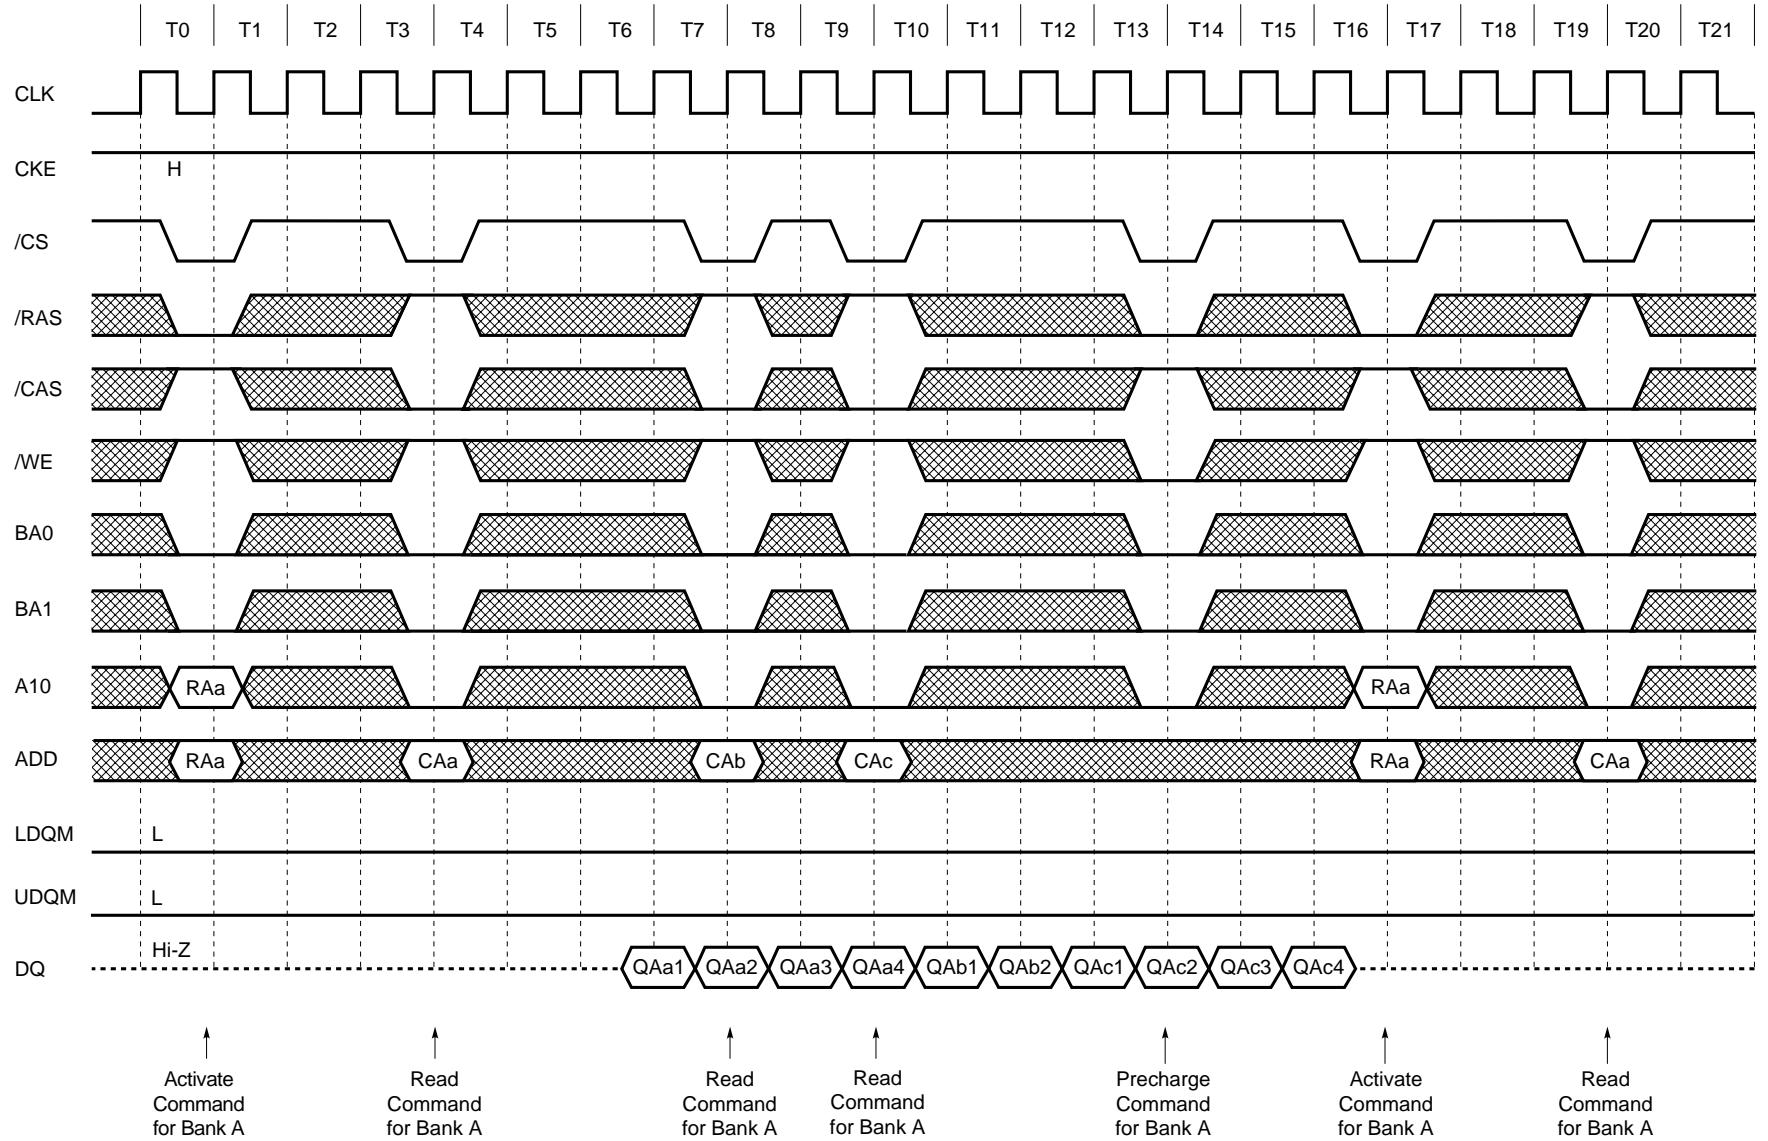 T0 T1 T2 T3 T4 T5 T6 T7 T8 T9 T10 T11 T12 T13 T14 T15 T16 T17 T18 T19 T20 T21
CLK
CKE H
/CS
/RAS
/CAS
/WE
BA0
BA1
A10 RAa RAa
ADD RAa CAa CAb CAc RAa CAa
LDQM L
UDQM L
DQ Hi-Z QAa1 QAa2 QAa3 QAa4 QAb1 QAb2 QAc1 QAc2 QAc3 QAc4
Activate
Command
for Bank A
Read
Command
for Bank A
Read
Command
for Bank A
Read
Command
for Bank A
Precharge
Command
for Bank A
Activate
Command
for Bank A
Read
Command
for Bank A